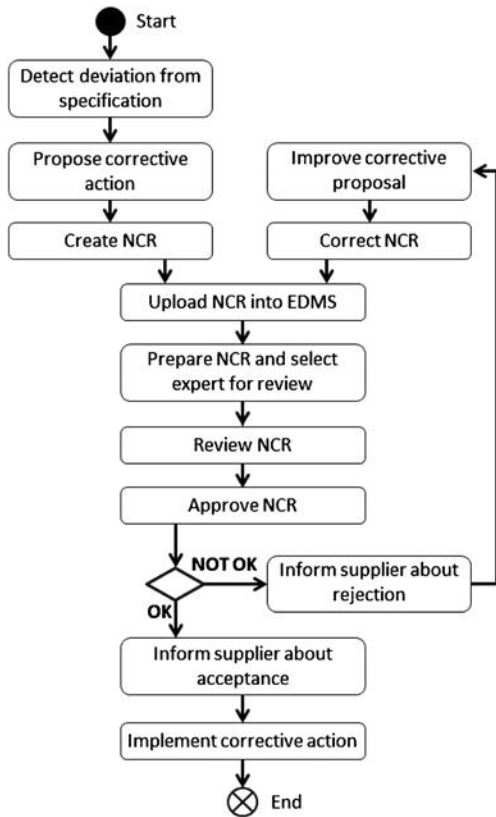 Start
Detect deviation from
specification
Propose corrective
action
Improve corrective
proposal
Create NCR
Correct NCR
Upload NCR into EDMS
Prepare NCR and select
expert for review
Review NCR
Approve NCR
NOT OK
Inform supplier about
rejection
OK
Inform supplier about
acceptance
Implement corrective action
End